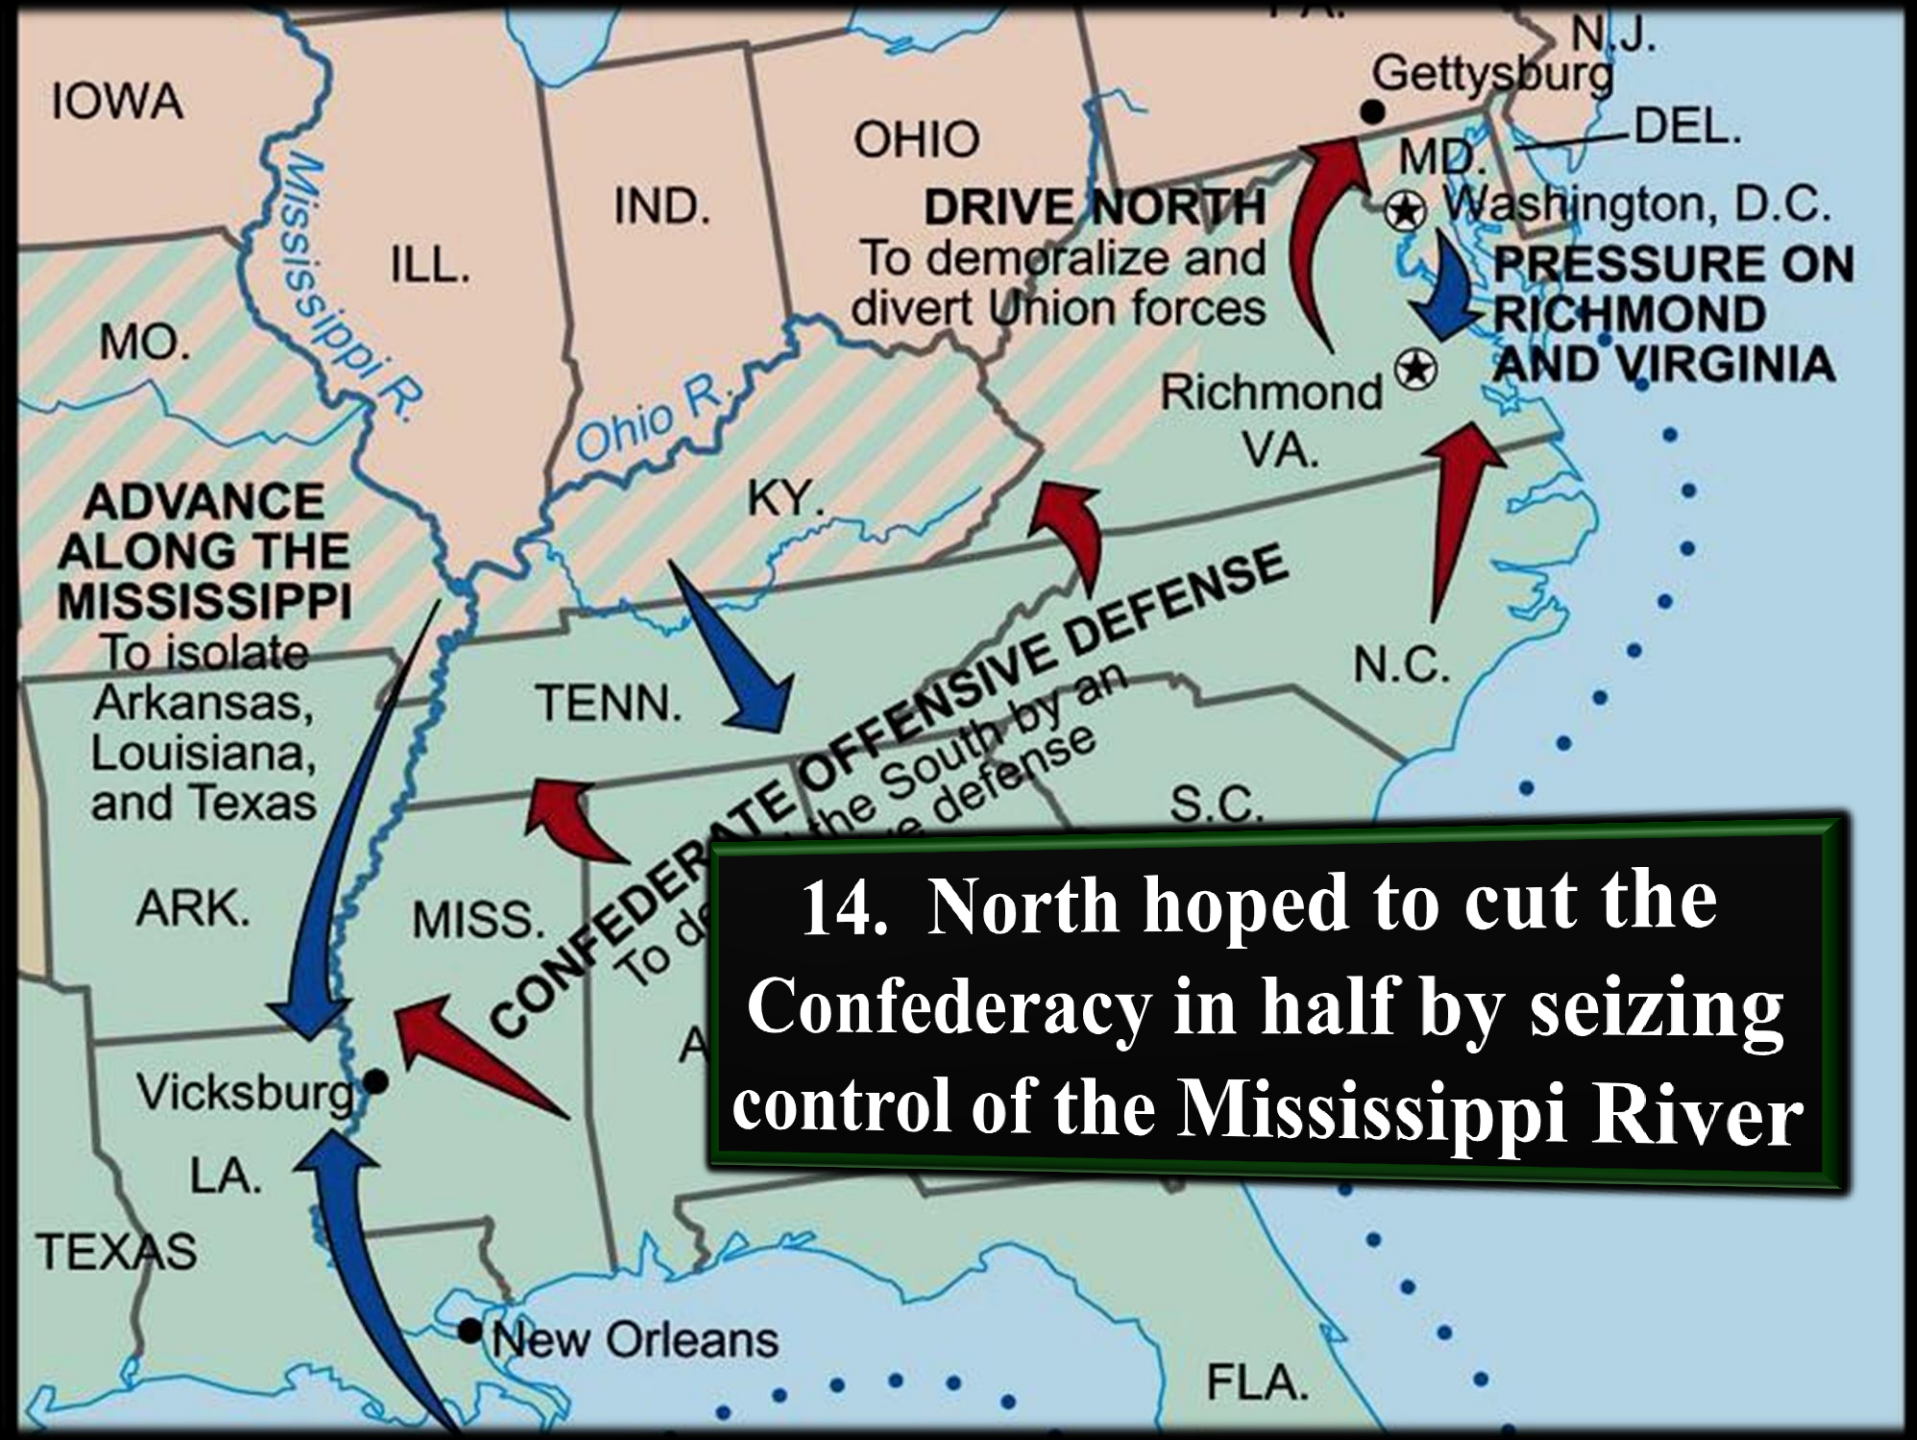 PA.
N.J.
Gettysburg
IOWA
OHIO
DEL.
MD.
IND.
DRIVE NORTH
To demoralize and
divert Union forces
Washington, D.C.
PRESSURE ON
RICHMOND
AND VIRGINIA
Mississippi R.
ILL.
MO.
Ohio R.
Richmond
VA.
KY.
ADVANCE
ALONG THE
MISSISSIPPI
To isolate
Arkansas,
Louisiana,
and Texas
CONFEDERATE OFFENSIVE DEFENSE
the South by an
defense
To
TENN.
N.C.
S.C.
ARK.
MISS.
14. North hoped to cut the
Confederacy in half by seizing
control of the Mississippi River
Vicksburg
LA.
TEXAS
New Orleans
FLA.